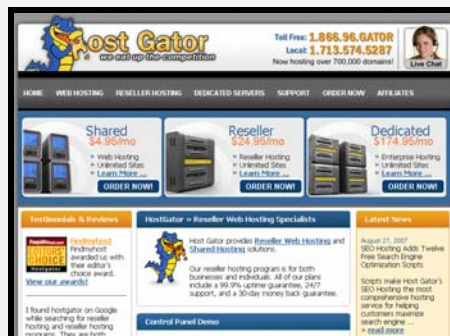 Host Gator
we eat up the competition
Toll Free: 1.866.96.GATOR
Local: 1.713.574.5287
Now hosting over 700,000 domains!
Live Chat
HOME WEB HOSTING RESELLER HOSTING DEDICATED SERVERS SUPPORT ORDER NOW AFFILIATES
Shared
$4.95/mo
» Web Hosting
» Unlimited Sites
» Learn More ...
ORDER NOW!
Reseller
$24.95/mo
» Reseller Hosting
» Unlimited Sites
» Learn More ...
ORDER NOW!
Dedicated
$174.95/mo
» Enterprise Hosting
» Unlimited Sites
» Learn More ...
ORDER NOW!
Testimonials & Reviews
FindMyHost.com
EDITORS'
CHOICE
Hostgator
Findmyhost
Findmyhost
awarded us with
their editor's
choice award.
View our awards!
I found hostgator on Google
while searching for reseller
hosting and reseller hosting
programs. They are both
HostGator » Reseller Web Hosting Specialists
Host Gator provides Reseller Web Hosting and
Shared Hosting solutions.
Our reseller hosting program is for both
businesses and individuals. All of our plans
include a 99.9% uptime guarantee, 24/7
support, and a 30-day money back guarantee.
Control Panel Demo
Latest News
August 27, 2007
SEO Hosting Adds Twelve
Free Search Engine
Optimization Scripts
Scripts make Host Gator's
SEO Hosting the most
comprehensive hosting
service for helping
customers maximize
search engine ...
» read more